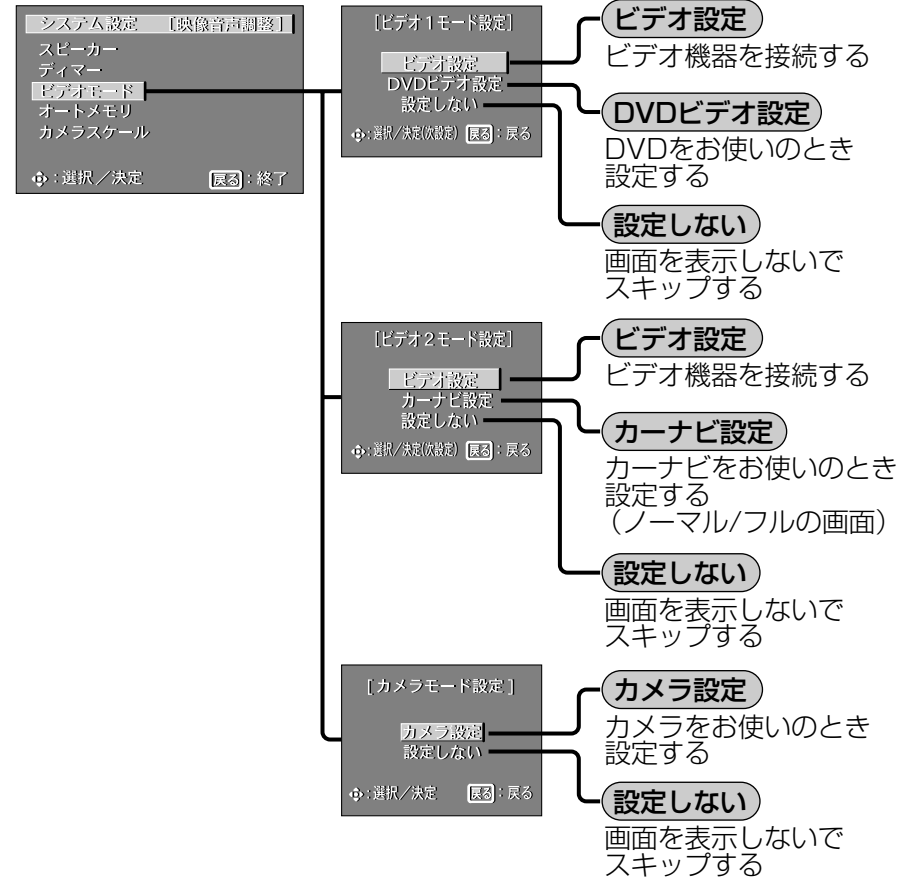 システム設定 [映像音声調整]
スピーカー
ディマー
ビデオモード
オートメモリ
カメラスケール
:選択／決定 戻る:終了
[ビデオ1モード設定]
ビデオ設定
DVDビデオ設定
設定しない
:選択／決定(次設定) 戻る:戻る
ビデオ設定
ビデオ機器を接続する
DVDビデオ設定
DVDをお使いのとき
設定する
設定しない
画面を表示しないで
スキップする
[ビデオ2モード設定]
ビデオ設定
カーナビ設定
設定しない
:選択／決定(次設定) 戻る:戻る
ビデオ設定
ビデオ機器を接続する
カーナビ設定
カーナビをお使いのとき
設定する
（ノーマル/フルの画面）
設定しない
画面を表示しないで
スキップする
[カメラモード設定]
カメラ設定
設定しない
:選択／決定 戻る:戻る
カメラ設定
カメラをお使いのとき
設定する
設定しない
画面を表示しないで
スキップする